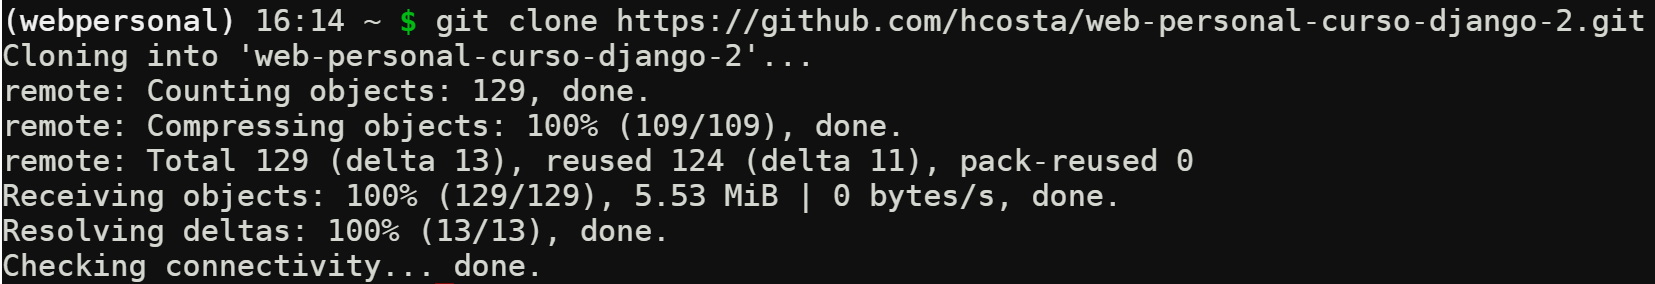 (webpersonal) 16:14 ~ $ git clone https://github.com/hcosta/web-personal-curso-django-2.git
Cloning into 'web-personal-curso-django-2'...
remote: Counting objects: 129, done.
remote: Compressing objects: 100% (109/109), done.
remote: Total 129 (delta 13), reused 124 (delta 11), pack-reused 0
Receiving objects: 100% (129/129), 5.53 MiB | 0 bytes/s, done.
Resolving deltas: 100% (13/13), done.
Checking connectivity... done.